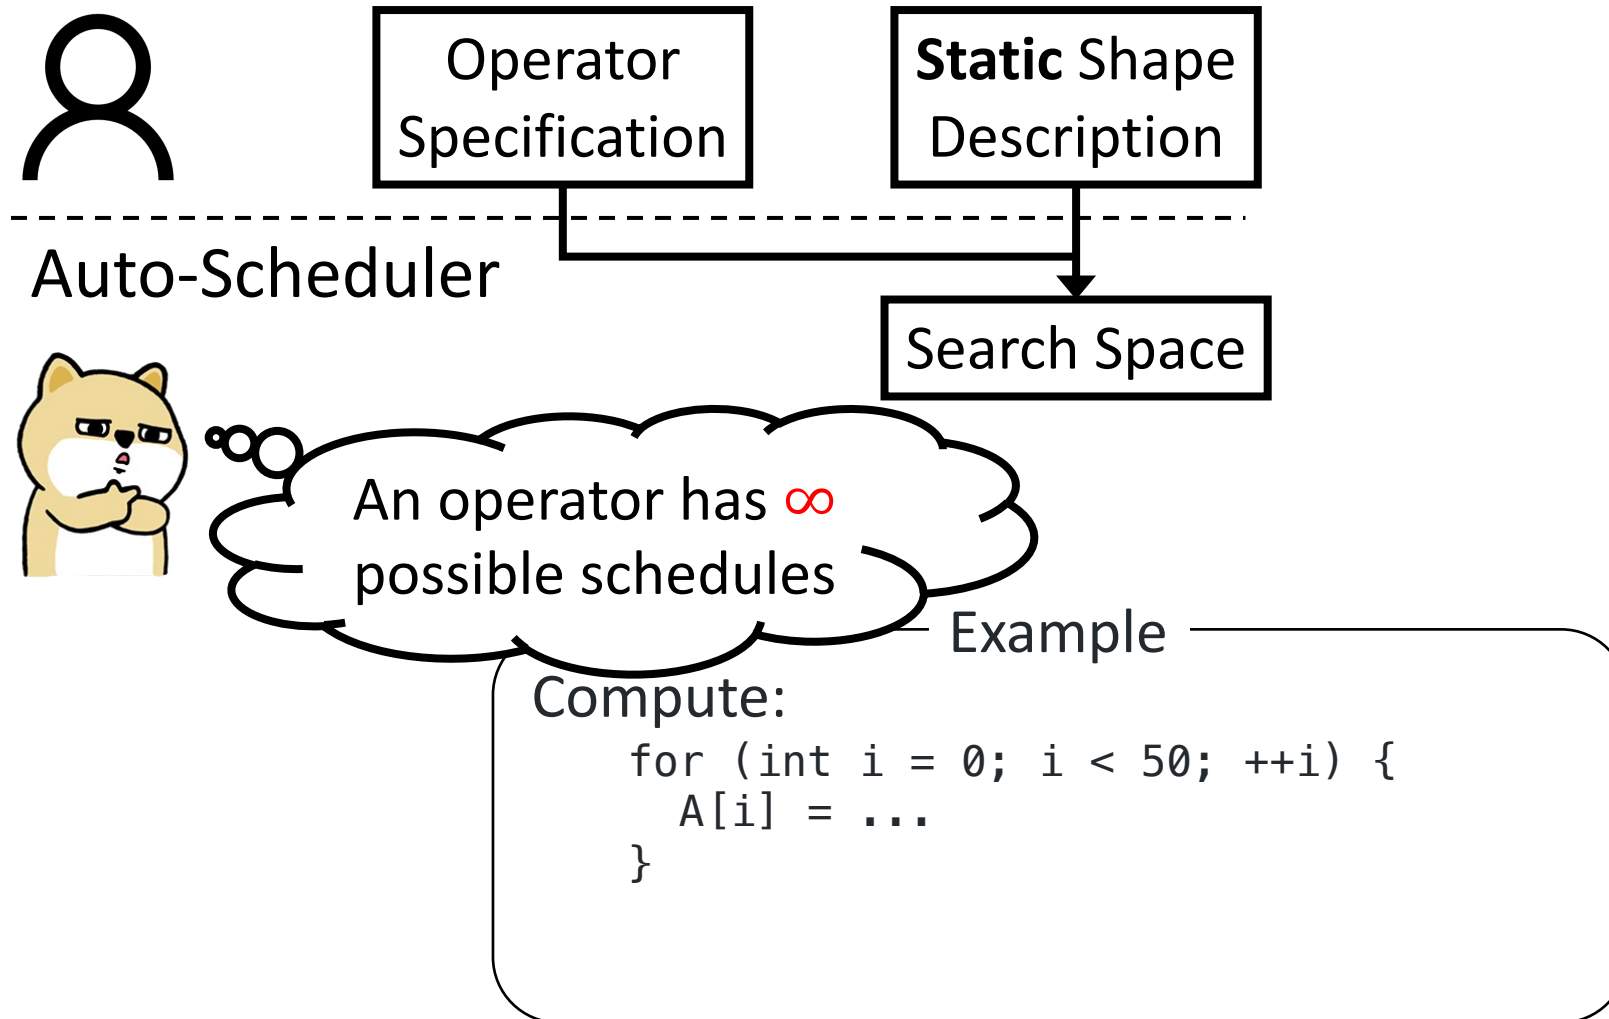 Operator
Specification
Static Shape
Description
Auto-Scheduler
Search Space
An operator has ∞
possible schedules
Example
Compute:
for (int i = 0; i < 50; ++i) {
  A[i] = ...
}